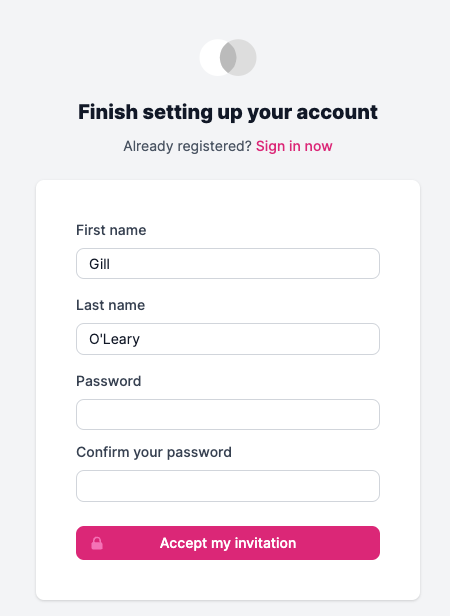 Finish setting up your account
Already registered? Sign in now
First name
Gill
Last name
O'Leary
Password
Confirm your password
Accept my invitation